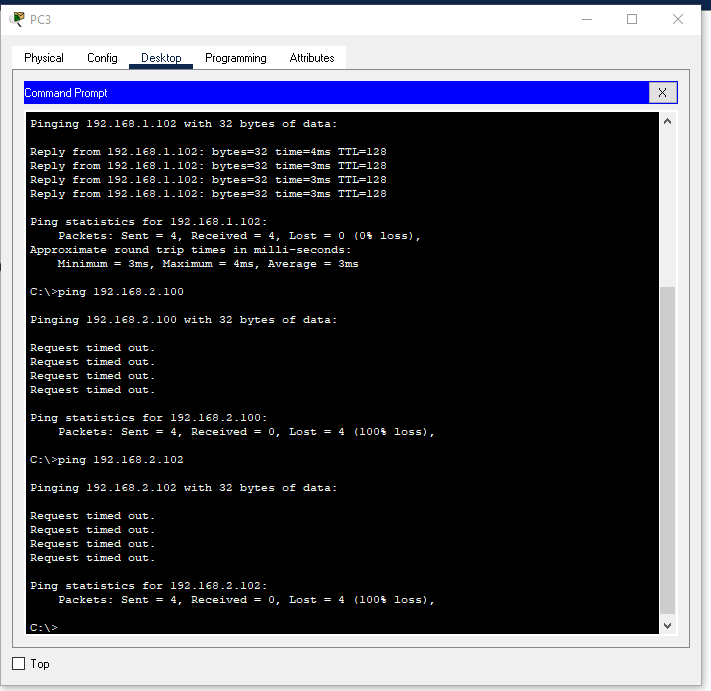 PC3
Physical Config Desktop Programming Attributes
Command Prompt
X
Pinging 192.168.1.102 with 32 bytes of data:
Reply from 192.168.1.102: bytes=32 time=4ms TTL=128
Reply from 192.168.1.102: bytes=32 time=3ms TTL=128
Reply from 192.168.1.102: bytes=32 time=3ms TTL=128
Reply from 192.168.1.102: bytes=32 time=3ms TTL=128
Ping statistics for 192.168.1.102:
Packets: Sent = 4, Received = 4, Lost = 0 (0% loss),
Approximate round trip times in milli-seconds:
Minimum = 3ms, Maximum = 4ms, Average = 3ms
C:\>ping 192.168.2.100
Pinging 192.168.2.100 with 32 bytes of data:
Request timed out.
Request timed out.
Request timed out.
Request timed out.
Ping statistics for 192.168.2.100:
Packets: Sent = 4, Received = 0, Lost = 4 (100% loss),
C:\>ping 192.168.2.102
Pinging 192.168.2.102 with 32 bytes of data:
Request timed out.
Request timed out.
Request timed out.
Request timed out.
Ping statistics for 192.168.2.102:
Packets: Sent = 4, Received = 0, Lost = 4 (100% loss),
C:\>
Top